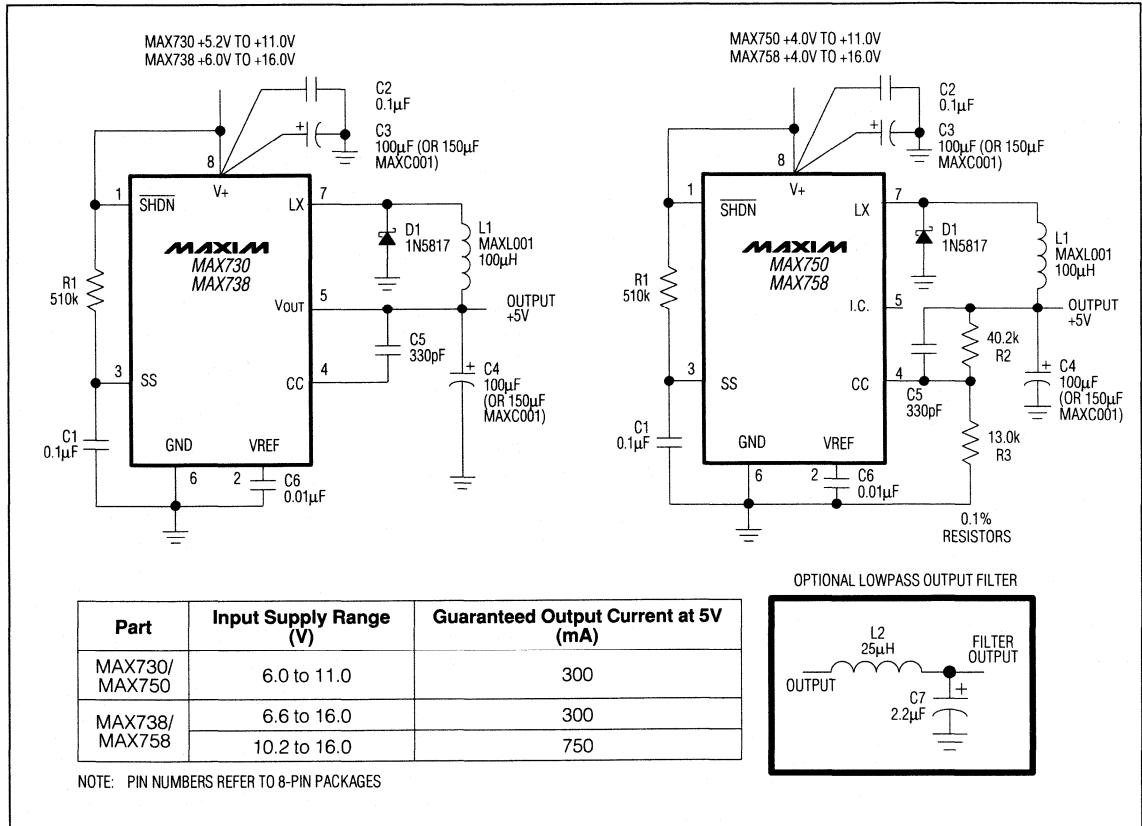 MAX730 +5.2V TO +11.0V
MAX738 +6.0V TO +16.0V
C2
0.1µF
C3
100µF (OR 150µF
MAXC001)
+
8
V+
1
SHDN
7
LX
MAXIM
MAX730
MAX738
R1
510k
D1
1N5817
L1
MAXL001
100µH
5
VOUT
OUTPUT
+5V
C5
330pF
4
CC
+
C4
100µF
(OR 150µF
MAXC001)
3
SS
C1
0.1µF
GND
VREF
6
2
C6
0.01µF
MAX750 +4.0V TO +11.0V
MAX758 +4.0V TO +16.0V
C2
0.1µF
C3
100µF (OR 150µF
MAXC001)
+
8
V+
1
SHDN
7
LX
MAXIM
MAX750
MAX758
R1
510k
D1
1N5817
L1
MAXL001
100µH
I.C.
5
OUTPUT
+5V
40.2k
R2
4
CC
C5
330pF
+
C4
100µF
(OR 150µF
MAXC001)
3
SS
C1
0.1µF
13.0k
R3
GND
VREF
6
2
C6
0.01µF
0.1%
RESISTORS
Part
Input Supply Range
(V)
Guaranteed Output Current at 5V
(mA)
MAX730/
MAX750
6.0 to 11.0
300
MAX738/
MAX758
6.6 to 16.0
300
10.2 to 16.0
750
NOTE: PIN NUMBERS REFER TO 8-PIN PACKAGES
OPTIONAL LOWPASS OUTPUT FILTER
L2
25µH
FILTER
OUTPUT
OUTPUT
C7
2.2µF
+